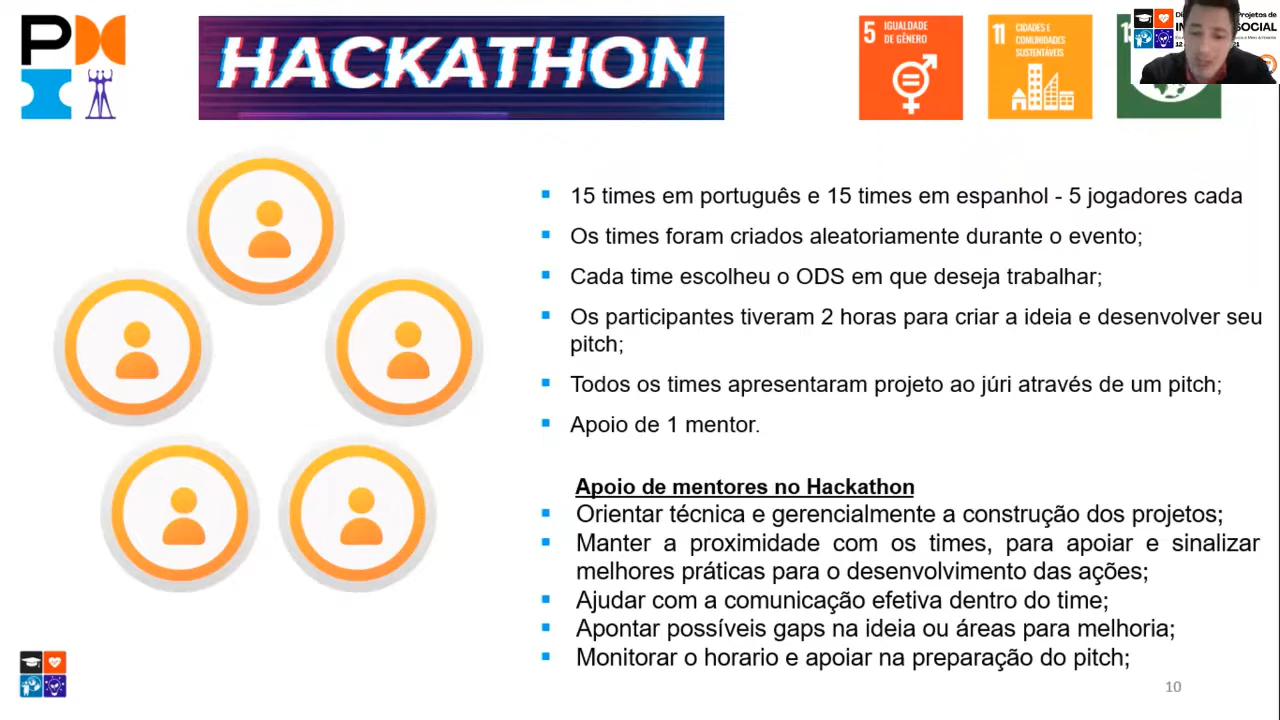 PMI
HACKATHON
5 IGUALDADE
DE GÊNERO
11 CIDADES E
COMUNIDADES
SUSTENTÁVEIS
15 times em português e 15 times em espanhol - 5 jogadores cada
Os times foram criados aleatoriamente durante o evento;
Cada time escolheu o ODS em que deseja trabalhar;
Os participantes tiveram 2 horas para criar a ideia e desenvolver seu
pitch;
Todos os times apresentaram projeto ao júri através de um pitch;
Apoio de 1 mentor.
Apoio de mentores no Hackathon
Orientar técnica e gerencialmente a construção dos projetos;
Manter a proximidade com os times, para apoiar e sinalizar
melhores práticas para o desenvolvimento das ações;
Ajudar com a comunicação efetiva dentro do time;
Apontar possíveis gaps na ideia ou áreas para melhoria;
Monitorar o horario e apoiar na preparação do pitch;
10